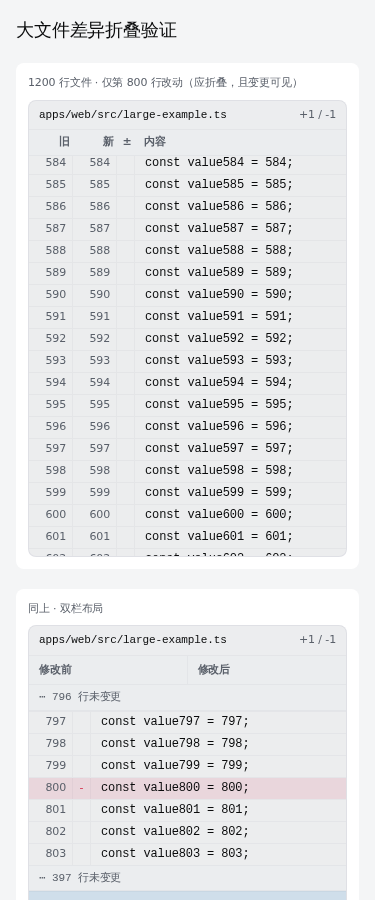 大文件差异折叠验证
1200 行文件 · 仅第 800 行改动（应折叠，且变更可见）
apps/web/src/large-example.ts +1 / -1
旧 新 ± 内容
584 584 const value584 = 584;
585 585 const value585 = 585;
586 586 const value586 = 586;
587 587 const value587 = 587;
588 588 const value588 = 588;
589 589 const value589 = 589;
590 590 const value590 = 590;
591 591 const value591 = 591;
592 592 const value592 = 592;
593 593 const value593 = 593;
594 594 const value594 = 594;
595 595 const value595 = 595;
596 596 const value596 = 596;
597 597 const value597 = 597;
598 598 const value598 = 598;
599 599 const value599 = 599;
600 600 const value600 = 600;
601 601 const value601 = 601;
同上 · 双栏布局
apps/web/src/large-example.ts +1 / -1
修改前 修改后
⋯ 796 行未变更
797 const value797 = 797;
798 const value798 = 798;
799 const value799 = 799;
800 - const value800 = 800;
801 const value801 = 801;
802 const value802 = 802;
803 const value803 = 803;
⋯ 397 行未变更